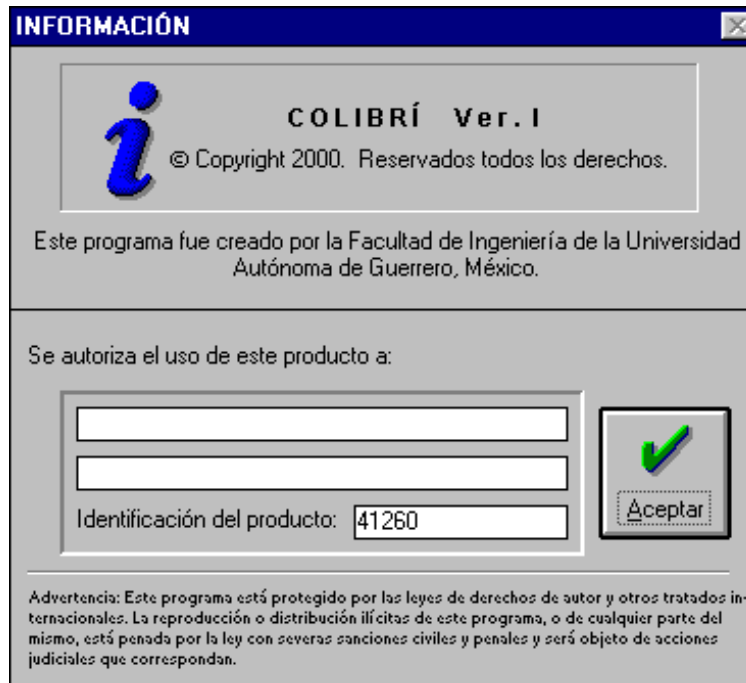 INFORMACIÓN
COLIBRÍ Ver. I
© Copyright 2000. Reservados todos los derechos.
Este programa fue creado por la Facultad de Ingeniería de la Universidad
Autónoma de Guerrero, México.
Se autoriza el uso de este producto a:
Identificación del producto: 41260
Aceptar
Advertencia: Este programa está protegido por las leyes de derechos de autor y otros tratados in-
ternacionales. La reproducción o distribución ilícitas de este programa, o de cualquier parte del
mismo, está penada por la ley con severas sanciones civiles y penales y será objeto de acciones
judiciales que correspondan.